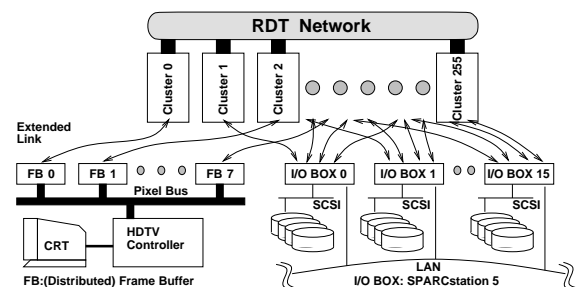 RDT Network
Cluster 0
Cluster 1
Cluster 2
Cluster 255
Extended
Link
FB 0
FB 1
FB 7
I/O BOX 0
I/O BOX 1
I/O BOX 15
Pixel Bus
SCSI
SCSI
SCSI
CRT
HDTV
Controller
LAN
FB:(Distributed) Frame Buffer
I/O BOX: SPARCstation 5